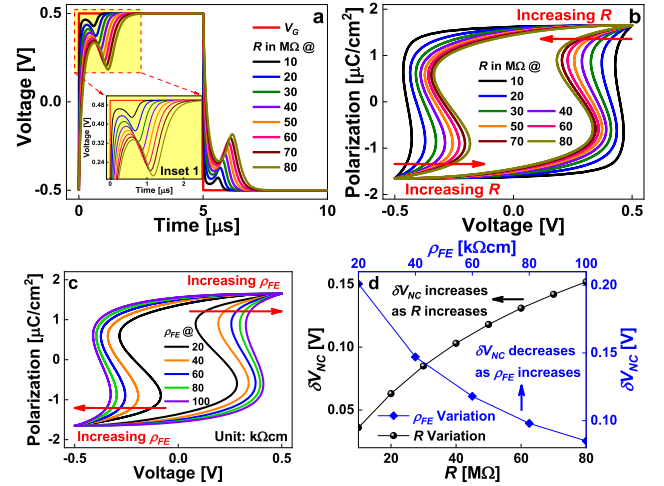 a
V_G
R in MΩ @
10
20
30
40
50
60
70
80
Voltage [V]
0.5
0.0
-0.5
0
5
10
Time [µs]
Voltage [V]
0.48
0.40
0.32
0.24
0
1
2
Inset 1
Time [µs]
b
Increasing R
R in MΩ @
10
20
30
40
50
60
70
80
Increasing R
Polarization [µC/cm²]
2
1
0
-1
-2
-0.5
0.0
0.5
Voltage [V]
c
Increasing ρ_FE
ρ_FE @
20
40
60
80
100
Increasing ρ_FE
Unit: kΩcm
Polarization [µC/cm²]
2
1
0
-1
-2
-0.5
0.0
0.5
Voltage [V]
ρ_FE [kΩcm]
20
40
60
80
100
d
δV_NC increases
as R increases
δV_NC decreases
as ρ_FE increases
ρ_FE Variation
R Variation
δV_NC [V]
0.15
0.10
0.05
δV_NC [V]
0.20
0.15
0.10
10
20
30
40
50
60
70
80
R [MΩ]